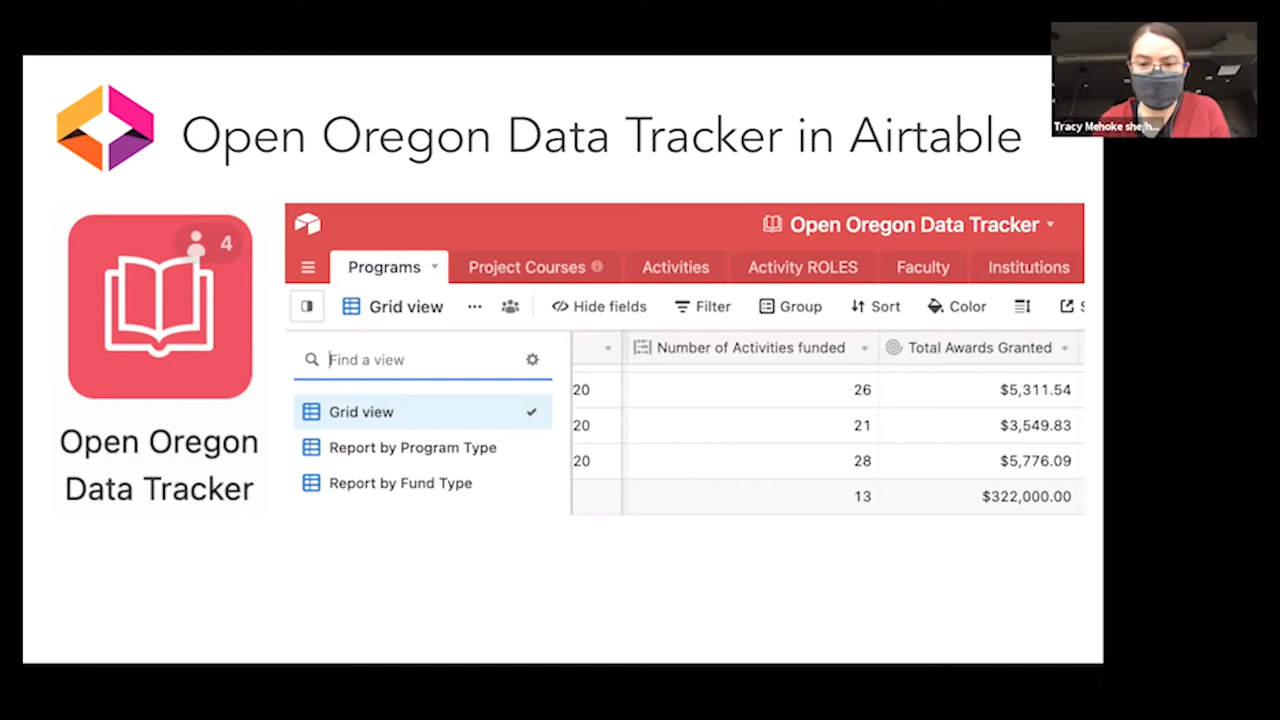 Open Oregon Data Tracker in Airtable
Tracy Mehoke she/h...
4
Open Oregon
Data Tracker
Open Oregon Data Tracker
Programs Project Courses Activities Activity ROLES Faculty Institutions
Grid view ... Hide fields Filter Group Sort Color S
Find a view
Number of Activities funded Total Awards Granted
Grid view
Report by Program Type
Report by Fund Type
20 26 $5,311.54
20 21 $3,549.83
20 28 $5,776.09
13 $322,000.00